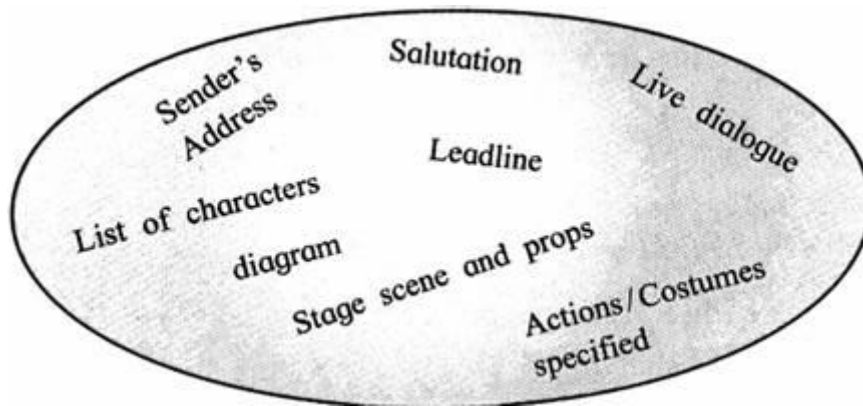 Sender's
Address
Salutation
Live dialogue
Leadline
List of characters
diagram
Stage scene and props
Actions/Costumes
specified